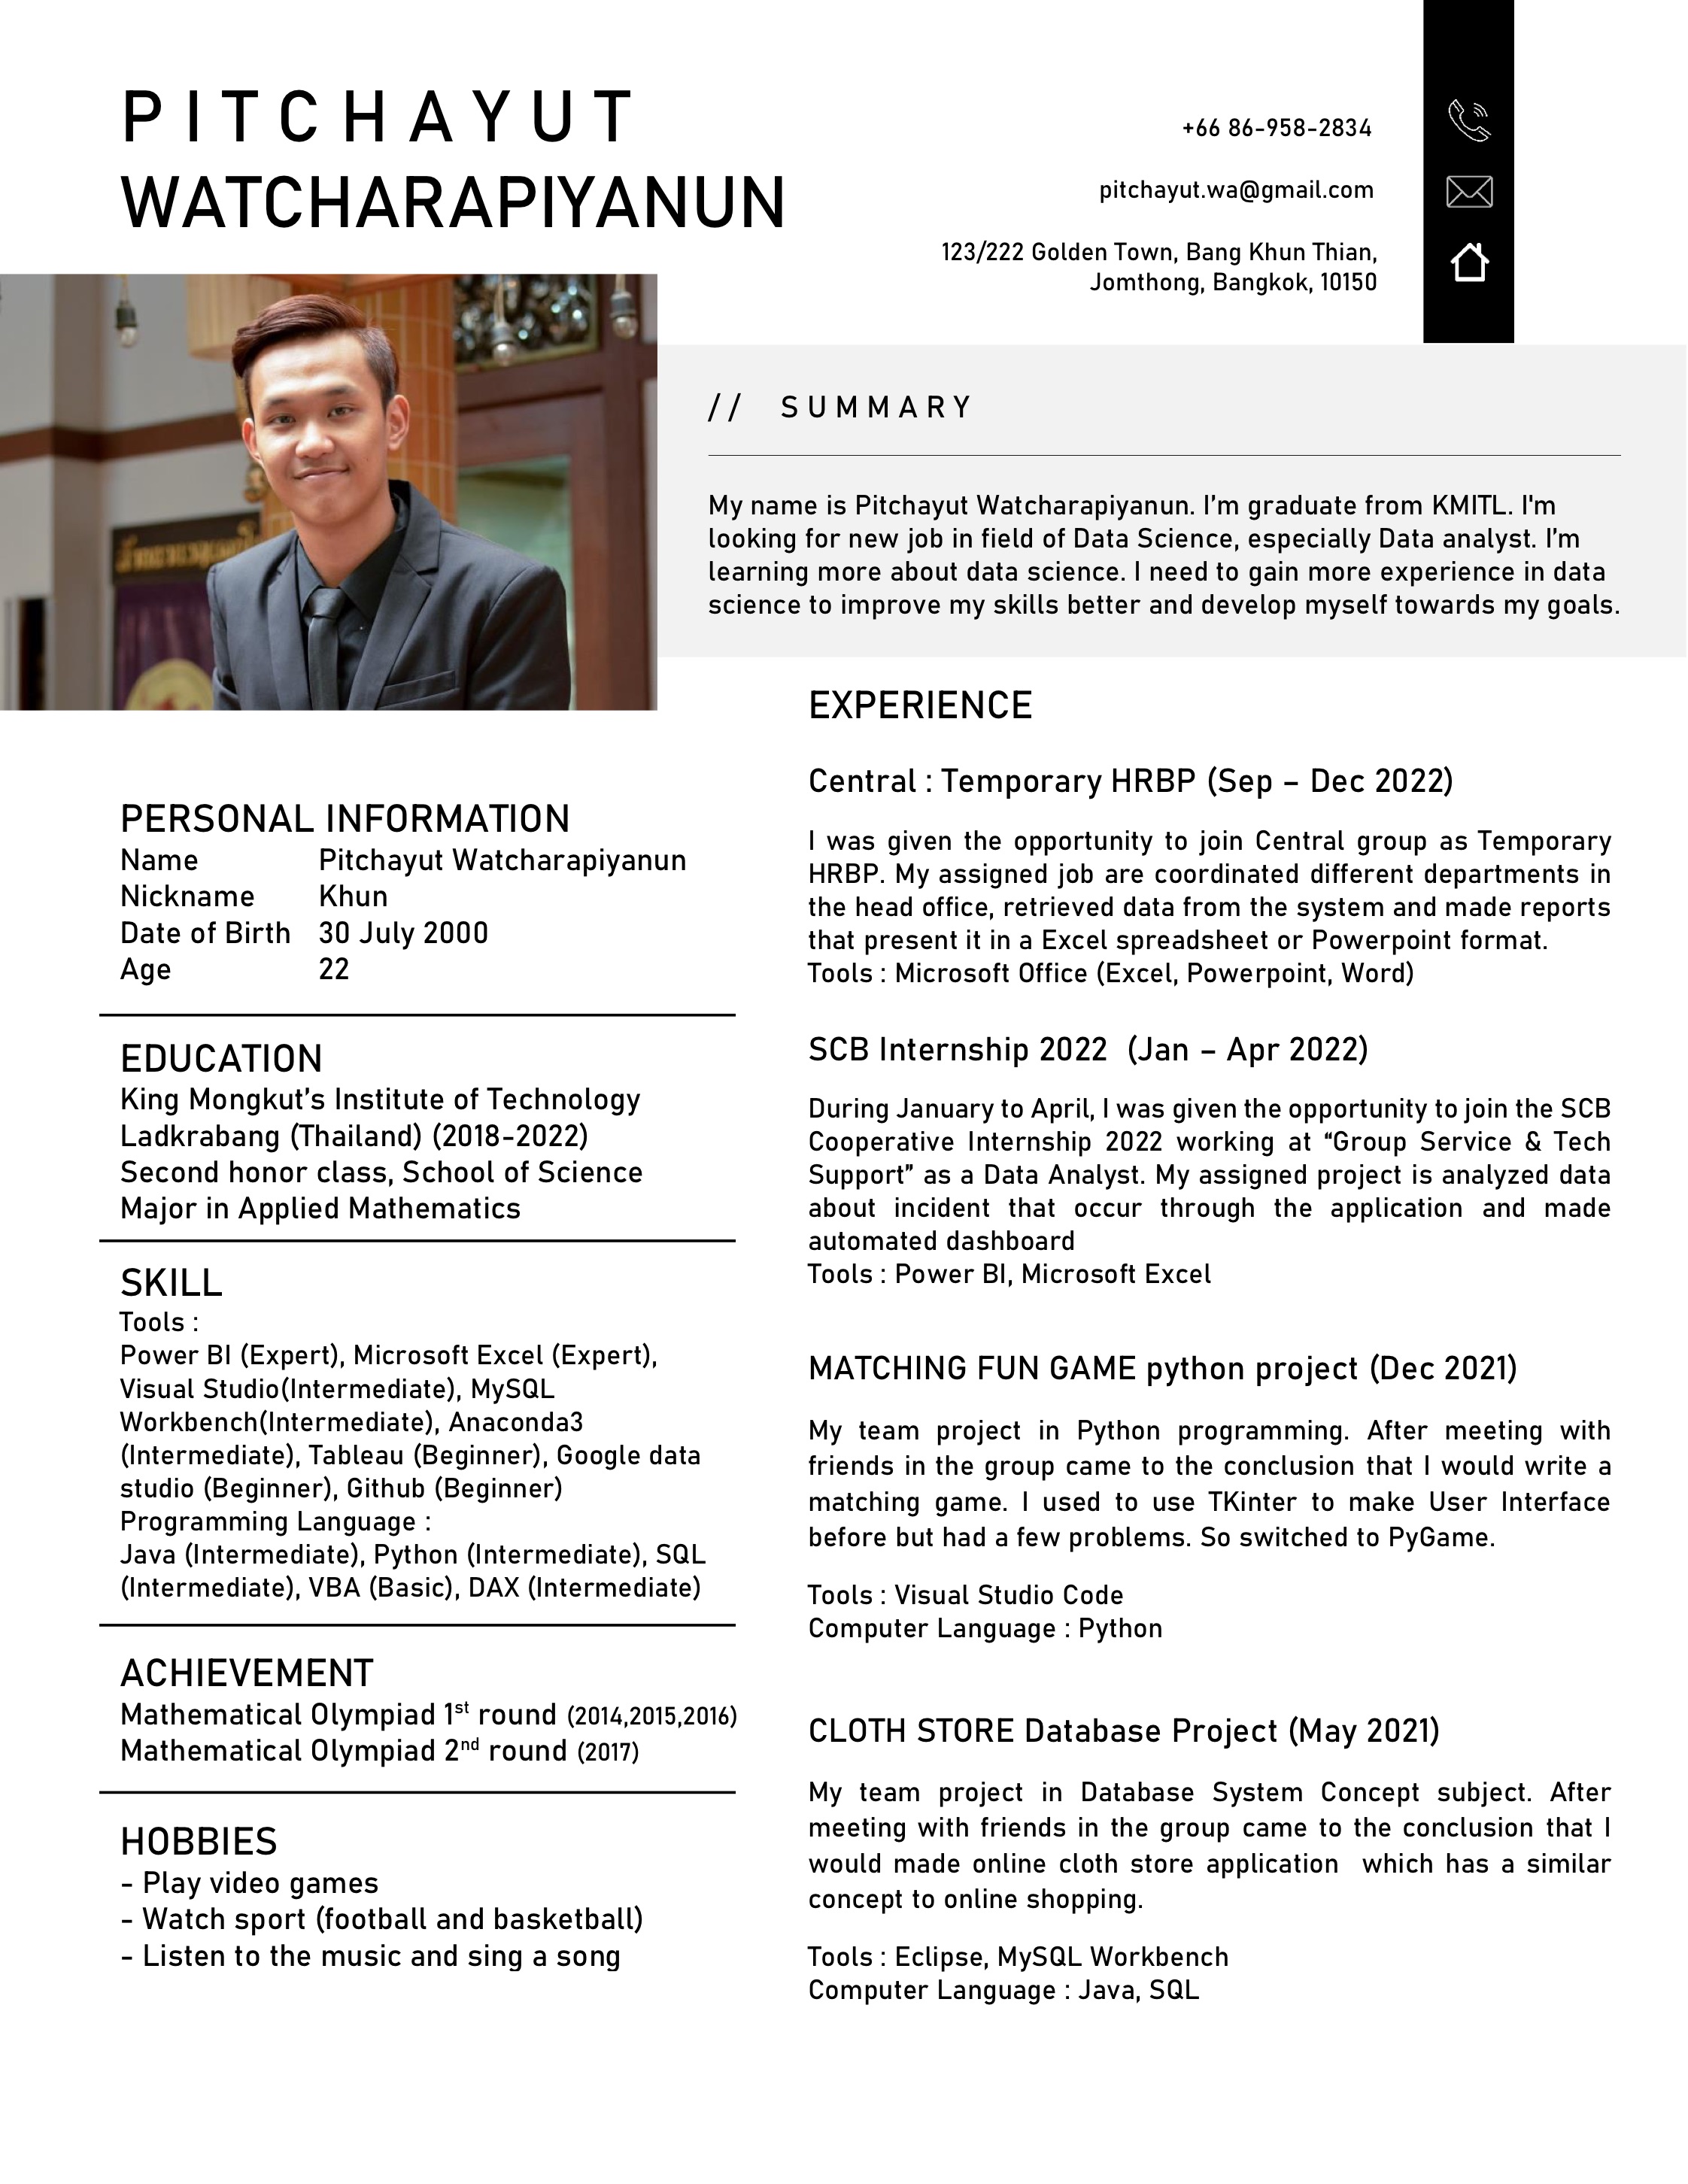 PITCHAYUT
WATCHARAPIYANUN
+66 86-958-2834
pitchayut.wa@gmail.com
123/222 Golden Town, Bang Khun Thian,
Jomthong, Bangkok, 10150
// SUMMARY
My name is Pitchayut Watcharapiyanun. I’m graduate from KMITL. I'm
looking for new job in field of Data Science, especially Data analyst. I’m
learning more about data science. I need to gain more experience in data
science to improve my skills better and develop myself towards my goals.
PERSONAL INFORMATION
Name Pitchayut Watcharapiyanun
Nickname Khun
Date of Birth 30 July 2000
Age 22
EDUCATION
King Mongkut’s Institute of Technology
Ladkrabang (Thailand) (2018-2022)
Second honor class, School of Science
Major in Applied Mathematics
SKILL
Tools :
Power BI (Expert), Microsoft Excel (Expert),
Visual Studio(Intermediate), MySQL
Workbench(Intermediate), Anaconda3
(Intermediate), Tableau (Beginner), Google data
studio (Beginner), Github (Beginner)
Programming Language :
Java (Intermediate), Python (Intermediate), SQL
(Intermediate), VBA (Basic), DAX (Intermediate)
ACHIEVEMENT
Mathematical Olympiad 1st round (2014,2015,2016)
Mathematical Olympiad 2nd round (2017)
HOBBIES
- Play video games
- Watch sport (football and basketball)
- Listen to the music and sing a song
EXPERIENCE
Central : Temporary HRBP (Sep – Dec 2022)
I was given the opportunity to join Central group as Temporary
HRBP. My assigned job are coordinated different departments in
the head office, retrieved data from the system and made reports
that present it in a Excel spreadsheet or Powerpoint format.
Tools : Microsoft Office (Excel, Powerpoint, Word)
SCB Internship 2022 (Jan – Apr 2022)
During January to April, I was given the opportunity to join the SCB
Cooperative Internship 2022 working at “Group Service & Tech
Support” as a Data Analyst. My assigned project is analyzed data
about incident that occur through the application and made
automated dashboard
Tools : Power BI, Microsoft Excel
MATCHING FUN GAME python project (Dec 2021)
My team project in Python programming. After meeting with
friends in the group came to the conclusion that I would write a
matching game. I used to use TKinter to make User Interface
before but had a few problems. So switched to PyGame.
Tools : Visual Studio Code
Computer Language : Python
CLOTH STORE Database Project (May 2021)
My team project in Database System Concept subject. After
meeting with friends in the group came to the conclusion that I
would made online cloth store application which has a similar
concept to online shopping.
Tools : Eclipse, MySQL Workbench
Computer Language : Java, SQL